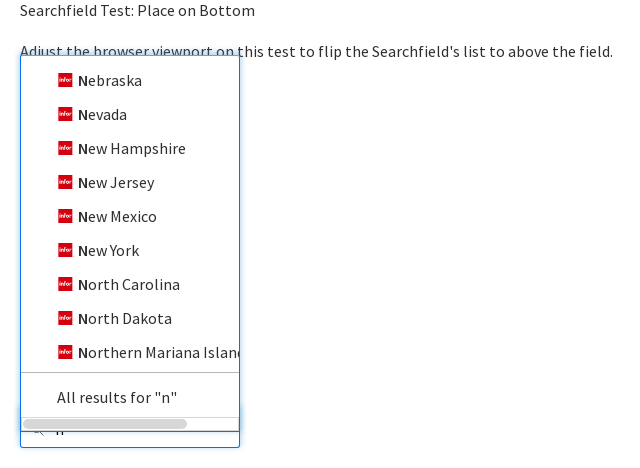 Searchfield Test: Place on Bottom
Adjust the browser viewport on this test to flip the Searchfield's list to above the field.
infor Nebraska
infor Nevada
infor New Hampshire
infor New Jersey
infor New Mexico
infor New York
infor North Carolina
infor North Dakota
infor Northern Mariana Islan
All results for "n"
n